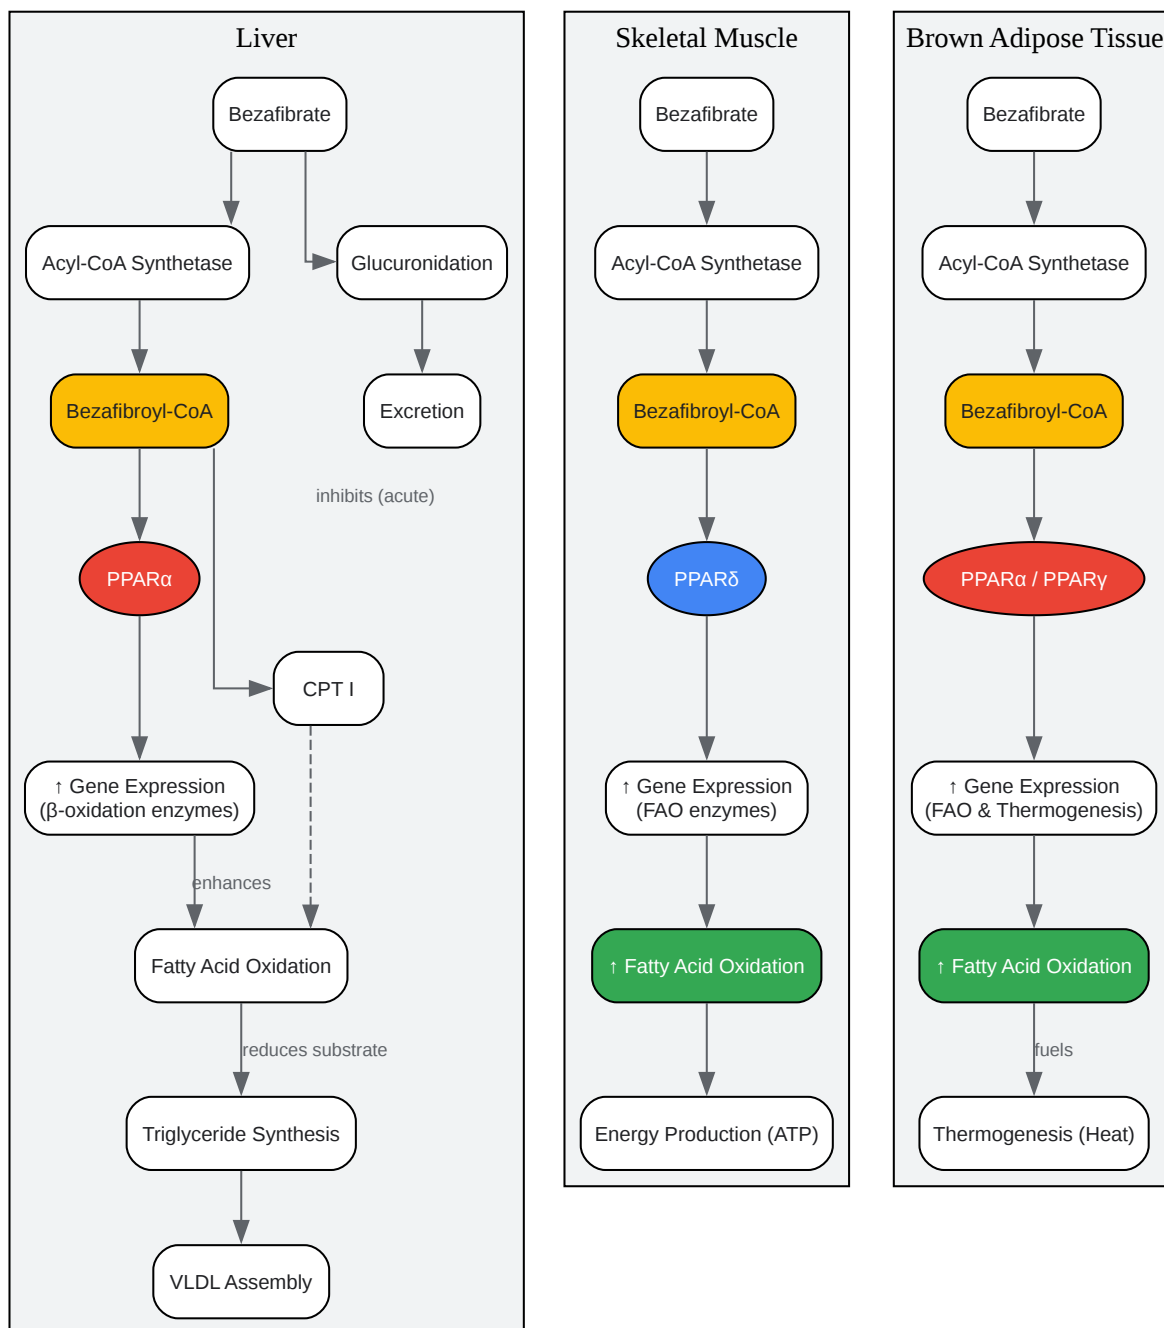 Liver
Bezafibrate
Acyl-CoA Synthetase
Glucuronidation
Bezafibroyl-CoA
Excretion
inhibits (acute)
PPARα
CPT I
↑ Gene Expression
(β-oxidation enzymes)
enhances
Fatty Acid Oxidation
reduces substrate
Triglyceride Synthesis
VLDL Assembly
Skeletal Muscle
Bezafibrate
Acyl-CoA Synthetase
Bezafibroyl-CoA
PPARδ
↑ Gene Expression
(FAO enzymes)
↑ Fatty Acid Oxidation
Energy Production (ATP)
Brown Adipose Tissue
Bezafibrate
Acyl-CoA Synthetase
Bezafibroyl-CoA
PPARα / PPARγ
↑ Gene Expression
(FAO & Thermogenesis)
↑ Fatty Acid Oxidation
fuels
Thermogenesis (Heat)